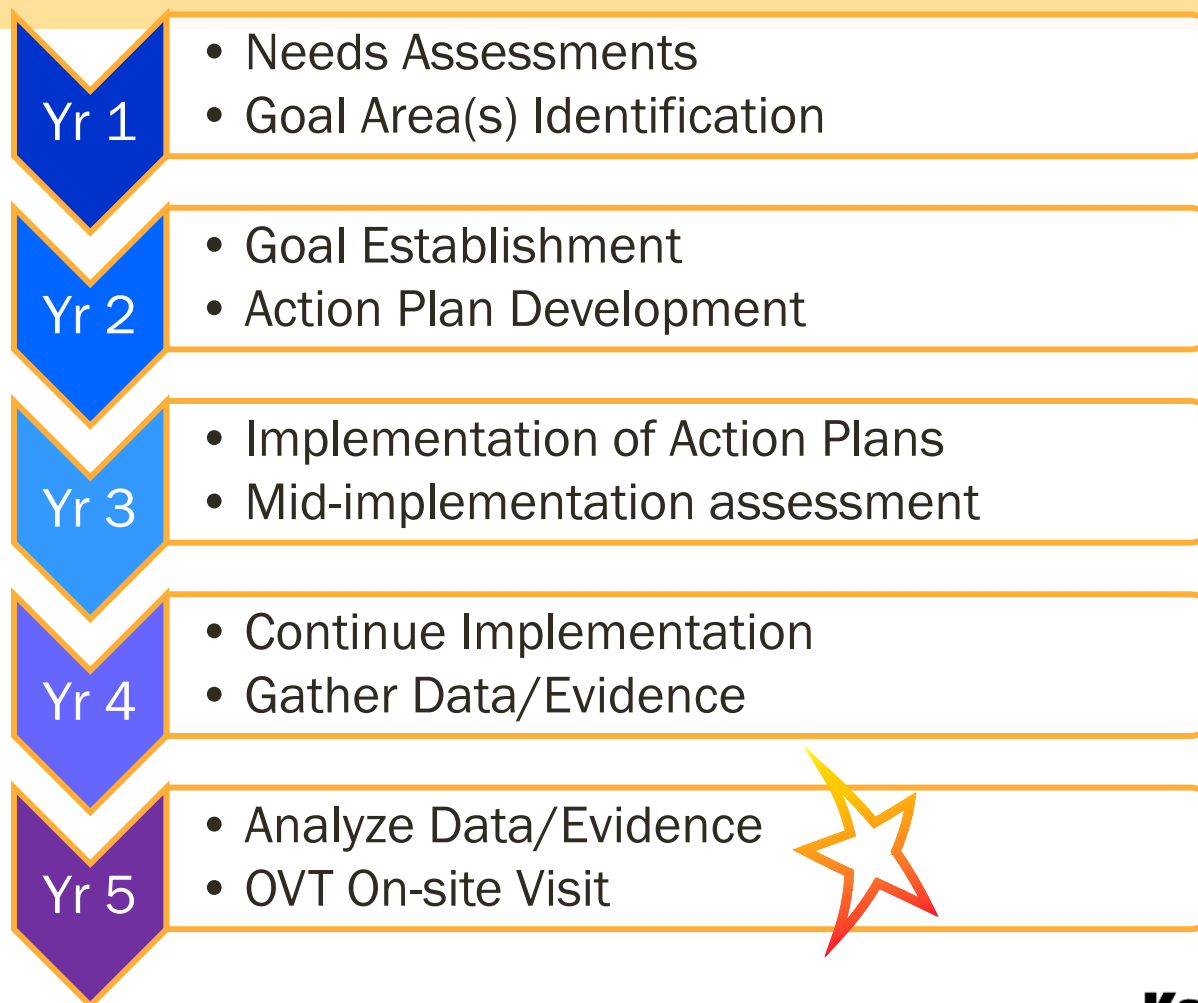 Yr 1
• Needs Assessments
• Goal Area(s) Identification
Yr 2
• Goal Establishment
• Action Plan Development
Yr 3
• Implementation of Action Plans
• Mid-implementation assessment
Yr 4
• Continue Implementation
• Gather Data/Evidence
Yr 5
• Analyze Data/Evidence
• OVT On-site Visit